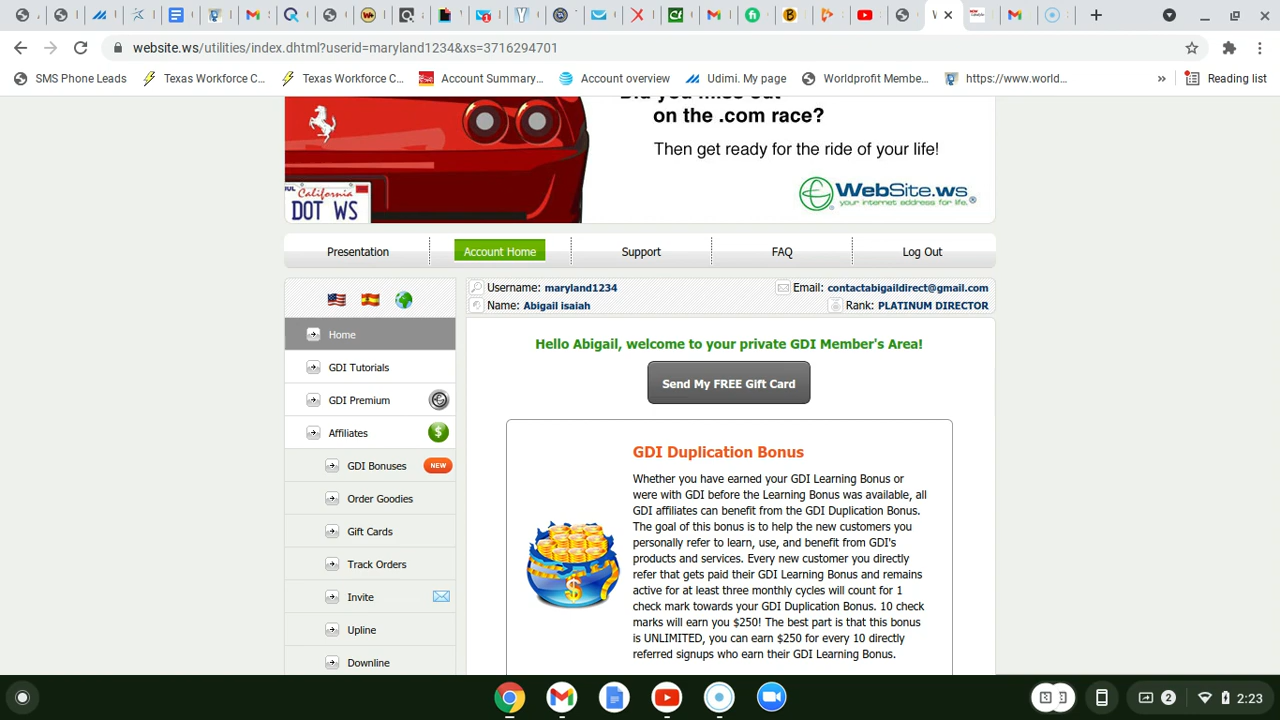 website.ws/utilities/index.dhtml?userid=maryland1234&xs=3716294701
SMS Phone Leads
Texas Workforce C...
Texas Workforce C...
Account Summary...
Account overview
Udimi. My page
Worldprofit Membe...
https://www.world...
»
Reading list
on the .com race?
Then get ready for the ride of your life!
California
DOT WS
WebSite.ws®
your internet address for life.
Presentation
Account Home
Support
FAQ
Log Out
Username: maryland1234
Email: contactabigaildirect@gmail.com
Name: Abigail isaiah
Rank: PLATINUM DIRECTOR
Home
GDI Tutorials
GDI Premium
Affiliates
GDI Bonuses
NEW
Order Goodies
Gift Cards
Track Orders
Invite
Upline
Downline
Hello Abigail, welcome to your private GDI Member's Area!
Send My FREE Gift Card
GDI Duplication Bonus
Whether you have earned your GDI Learning Bonus or
were with GDI before the Learning Bonus was available, all
GDI affiliates can benefit from the GDI Duplication Bonus.
The goal of this bonus is to help the new customers you
personally refer to learn, use, and benefit from GDI's
products and services. Every new customer you directly
refer that gets paid their GDI Learning Bonus and remains
active for at least three monthly cycles will count for 1
check mark towards your GDI Duplication Bonus. 10 check
marks will earn you $250! The best part is that this bonus
is UNLIMITED, you can earn $250 for every 10 directly
referred signups who earn their GDI Learning Bonus.
2
2:23